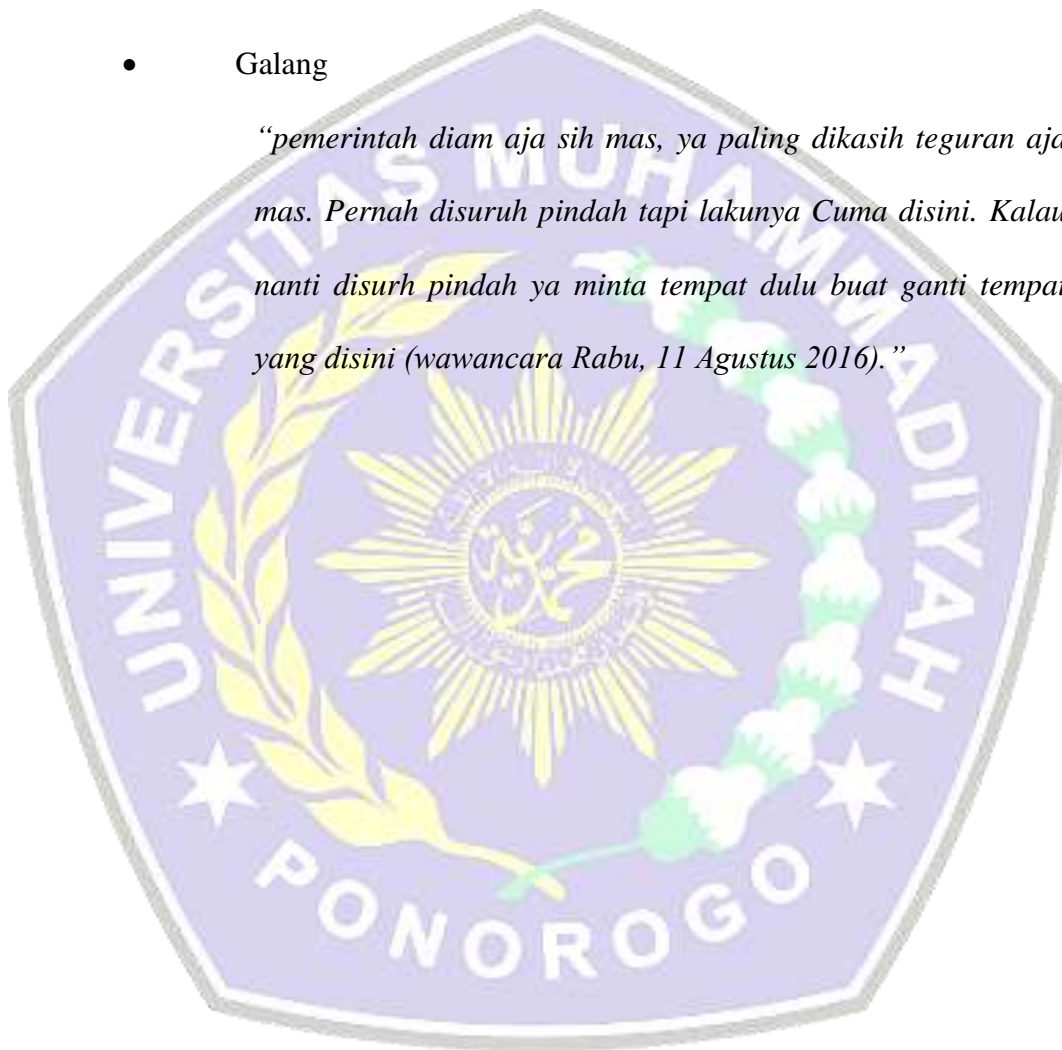 • Galang
“pemerintah diam aja sih mas, ya paling dikasih teguran aja
mas. Pernah disuruh pindah tapi lakunya Cuma disini. Kalau
nanti disurh pindah ya minta tempat dulu buat ganti tempat
yang disini (wawancara Rabu, 11 Agustus 2016).”
UNIVERSITAS MUHAMMADIYAH
PONOROGO
محمدية